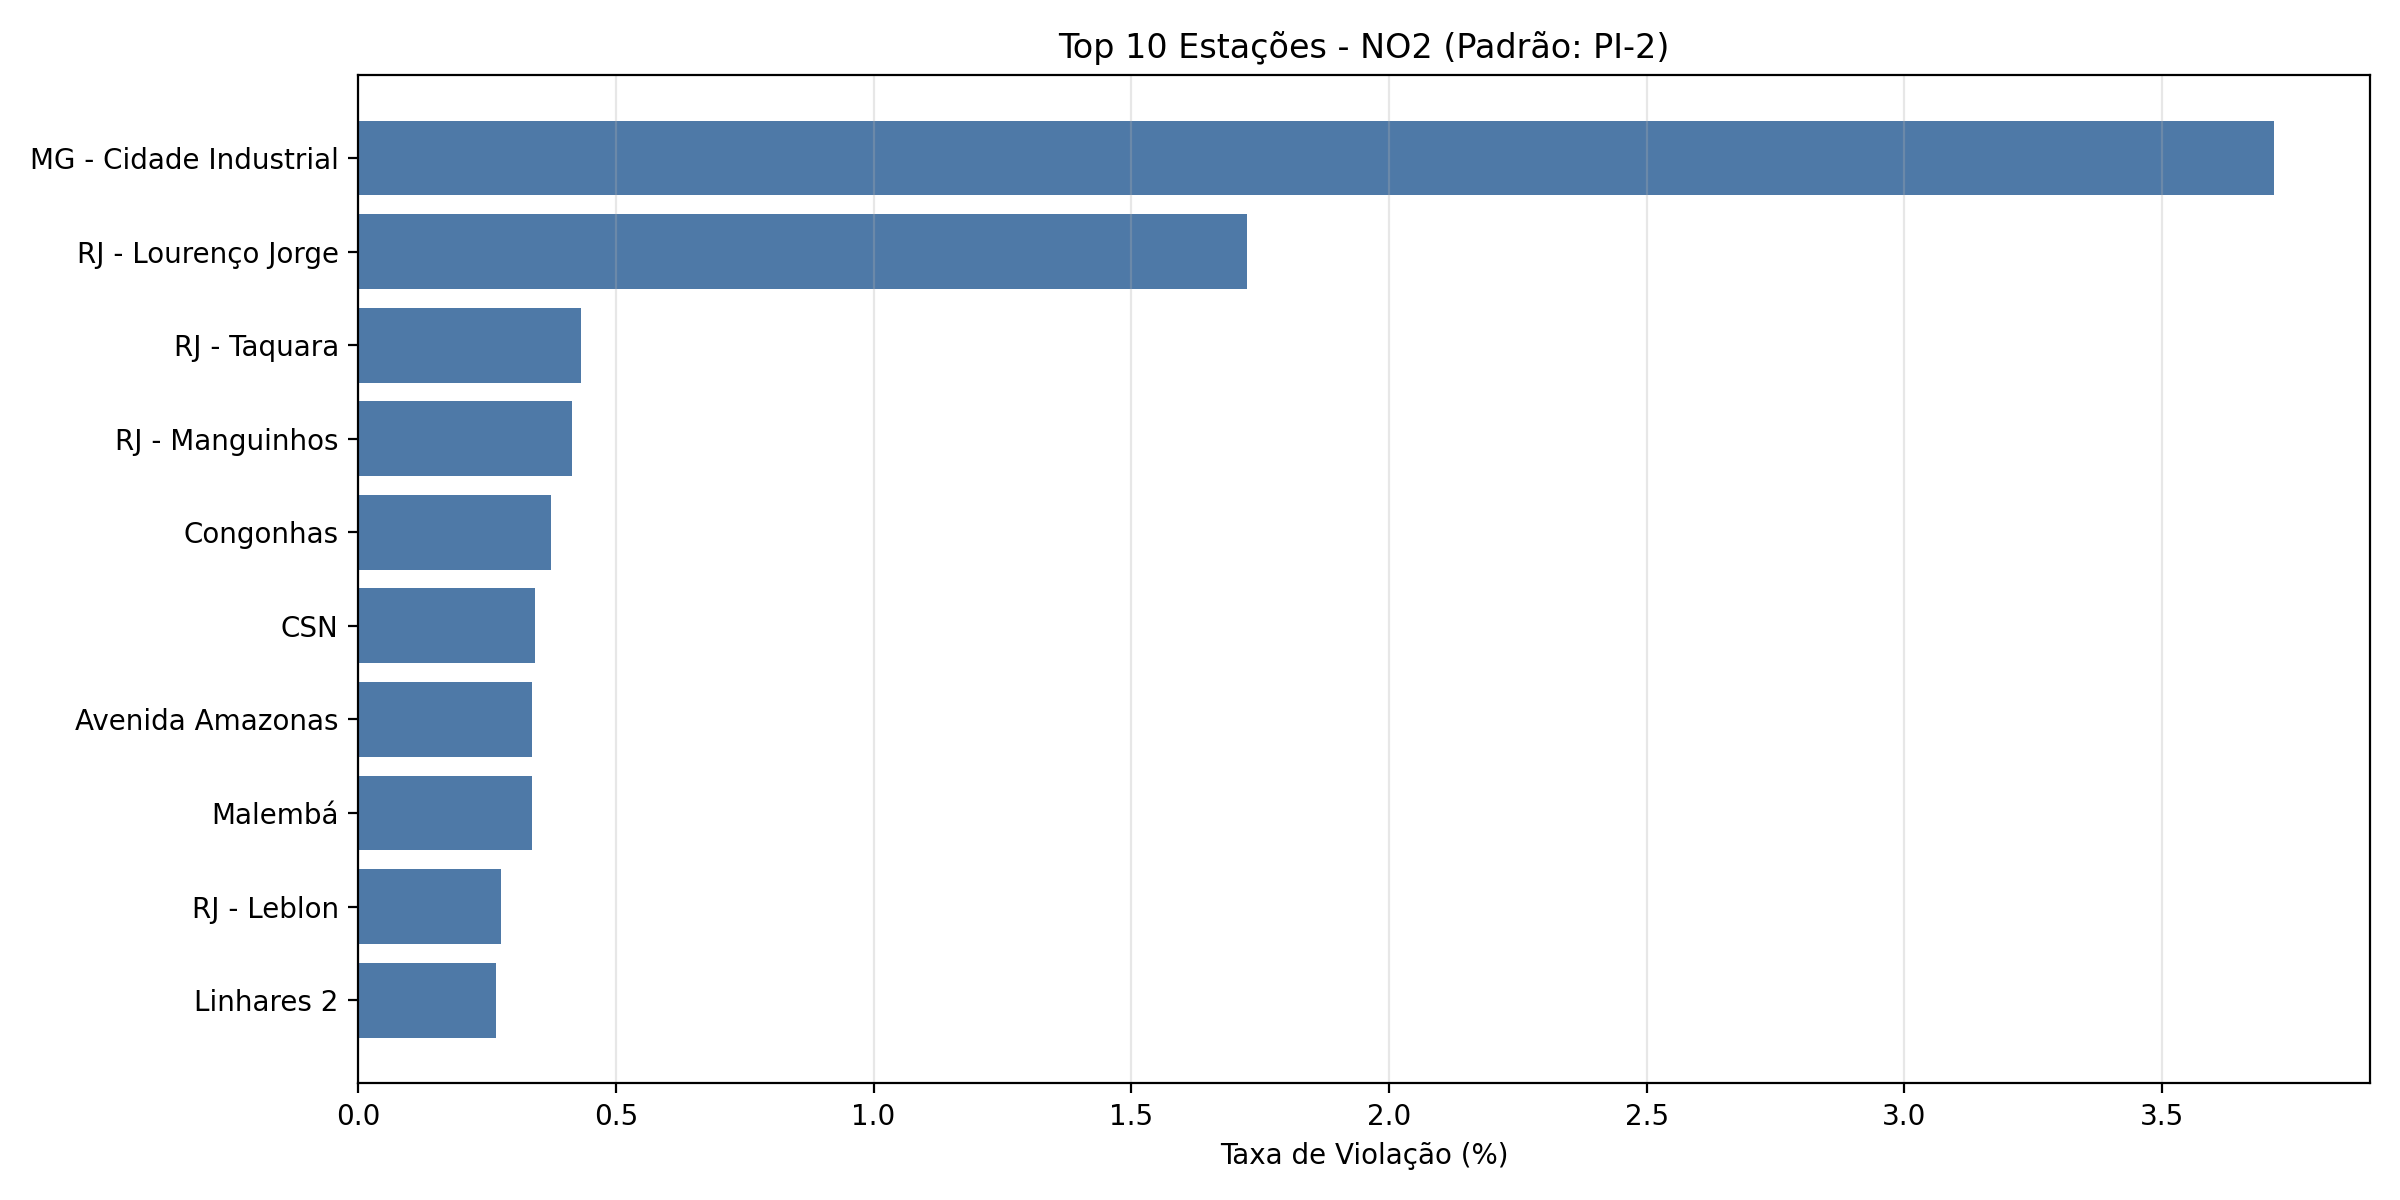 Top 10 Estações - NO2 (Padrão: PI-2)
MG - Cidade Industrial
RJ - Lourenço Jorge
RJ - Taquara
RJ - Manguinhos
Congonhas
CSN
Avenida Amazonas
Malembá
RJ - Leblon
Linhares 2
0.0 0.5 1.0 1.5 2.0 2.5 3.0 3.5
Taxa de Violação (%)